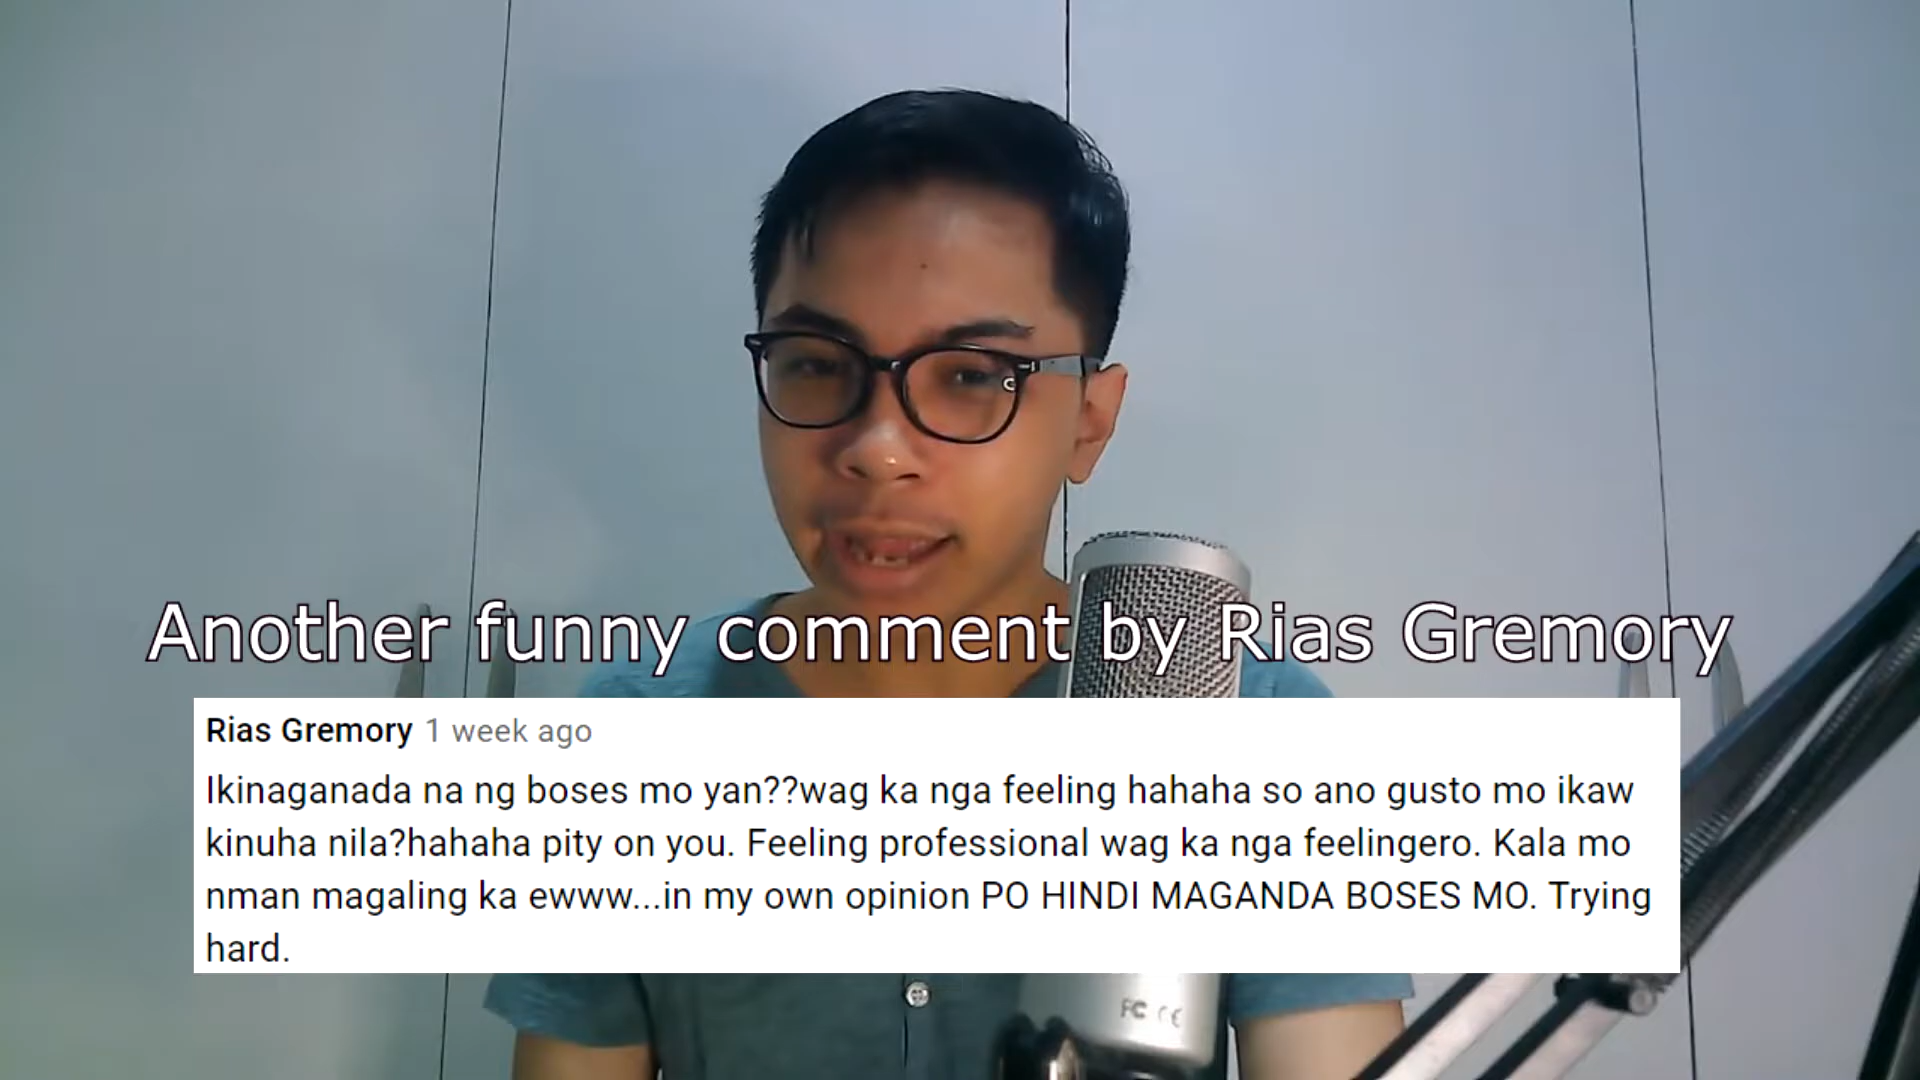 Another funny comment by Rias Gremory
Rias Gremory 1 week ago
Ikinaganada na ng boses mo yan??wag ka nga feeling hahaha so ano gusto mo ikaw
kinuha nila?hahaha pity on you. Feeling professional wag ka nga feelingero. Kala mo
nman magaling ka ewww...in my own opinion PO HINDI MAGANDA BOSES MO. Trying
hard.
FC CE